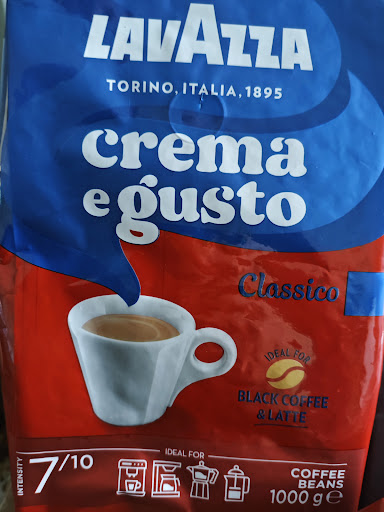 LAVAZZA
TORINO, ITALIA, 1895
crema
e gusto
Classico
IDEAL FOR
BLACK COFFEE
& LATTE
INTENSITY
7/10
IDEAL FOR
COFFEE
BEANS
1000 g e